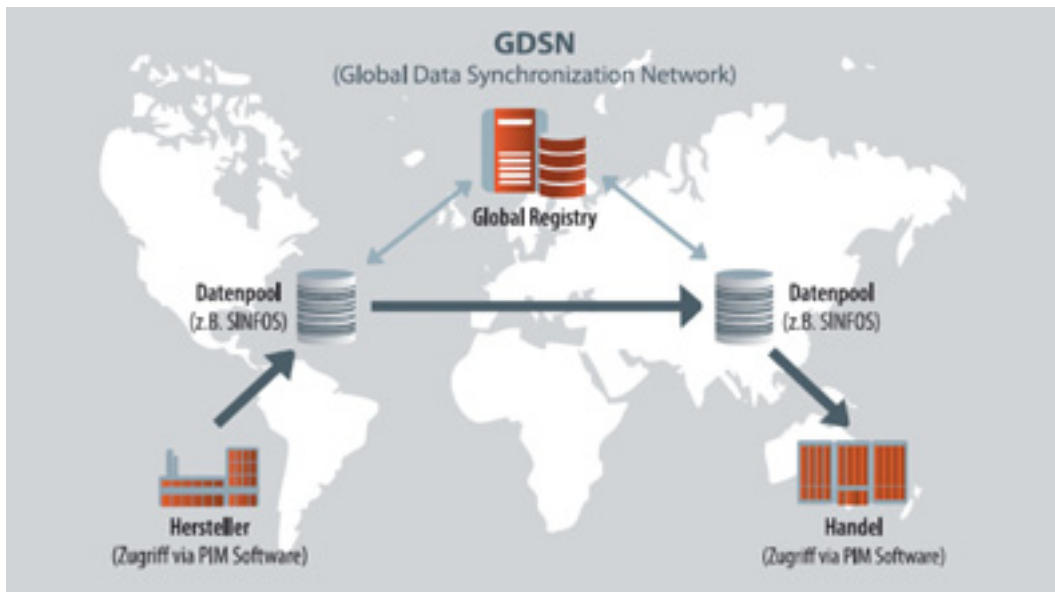 GDSN
(Global Data Synchronization Network)
Global Registry
Datenpool
(z.B. SINFOS)
Datenpool
(z.B. SINFOS)
Hersteller
(Zugriff via PIM Software)
Handel
(Zugriff via PIM Software)